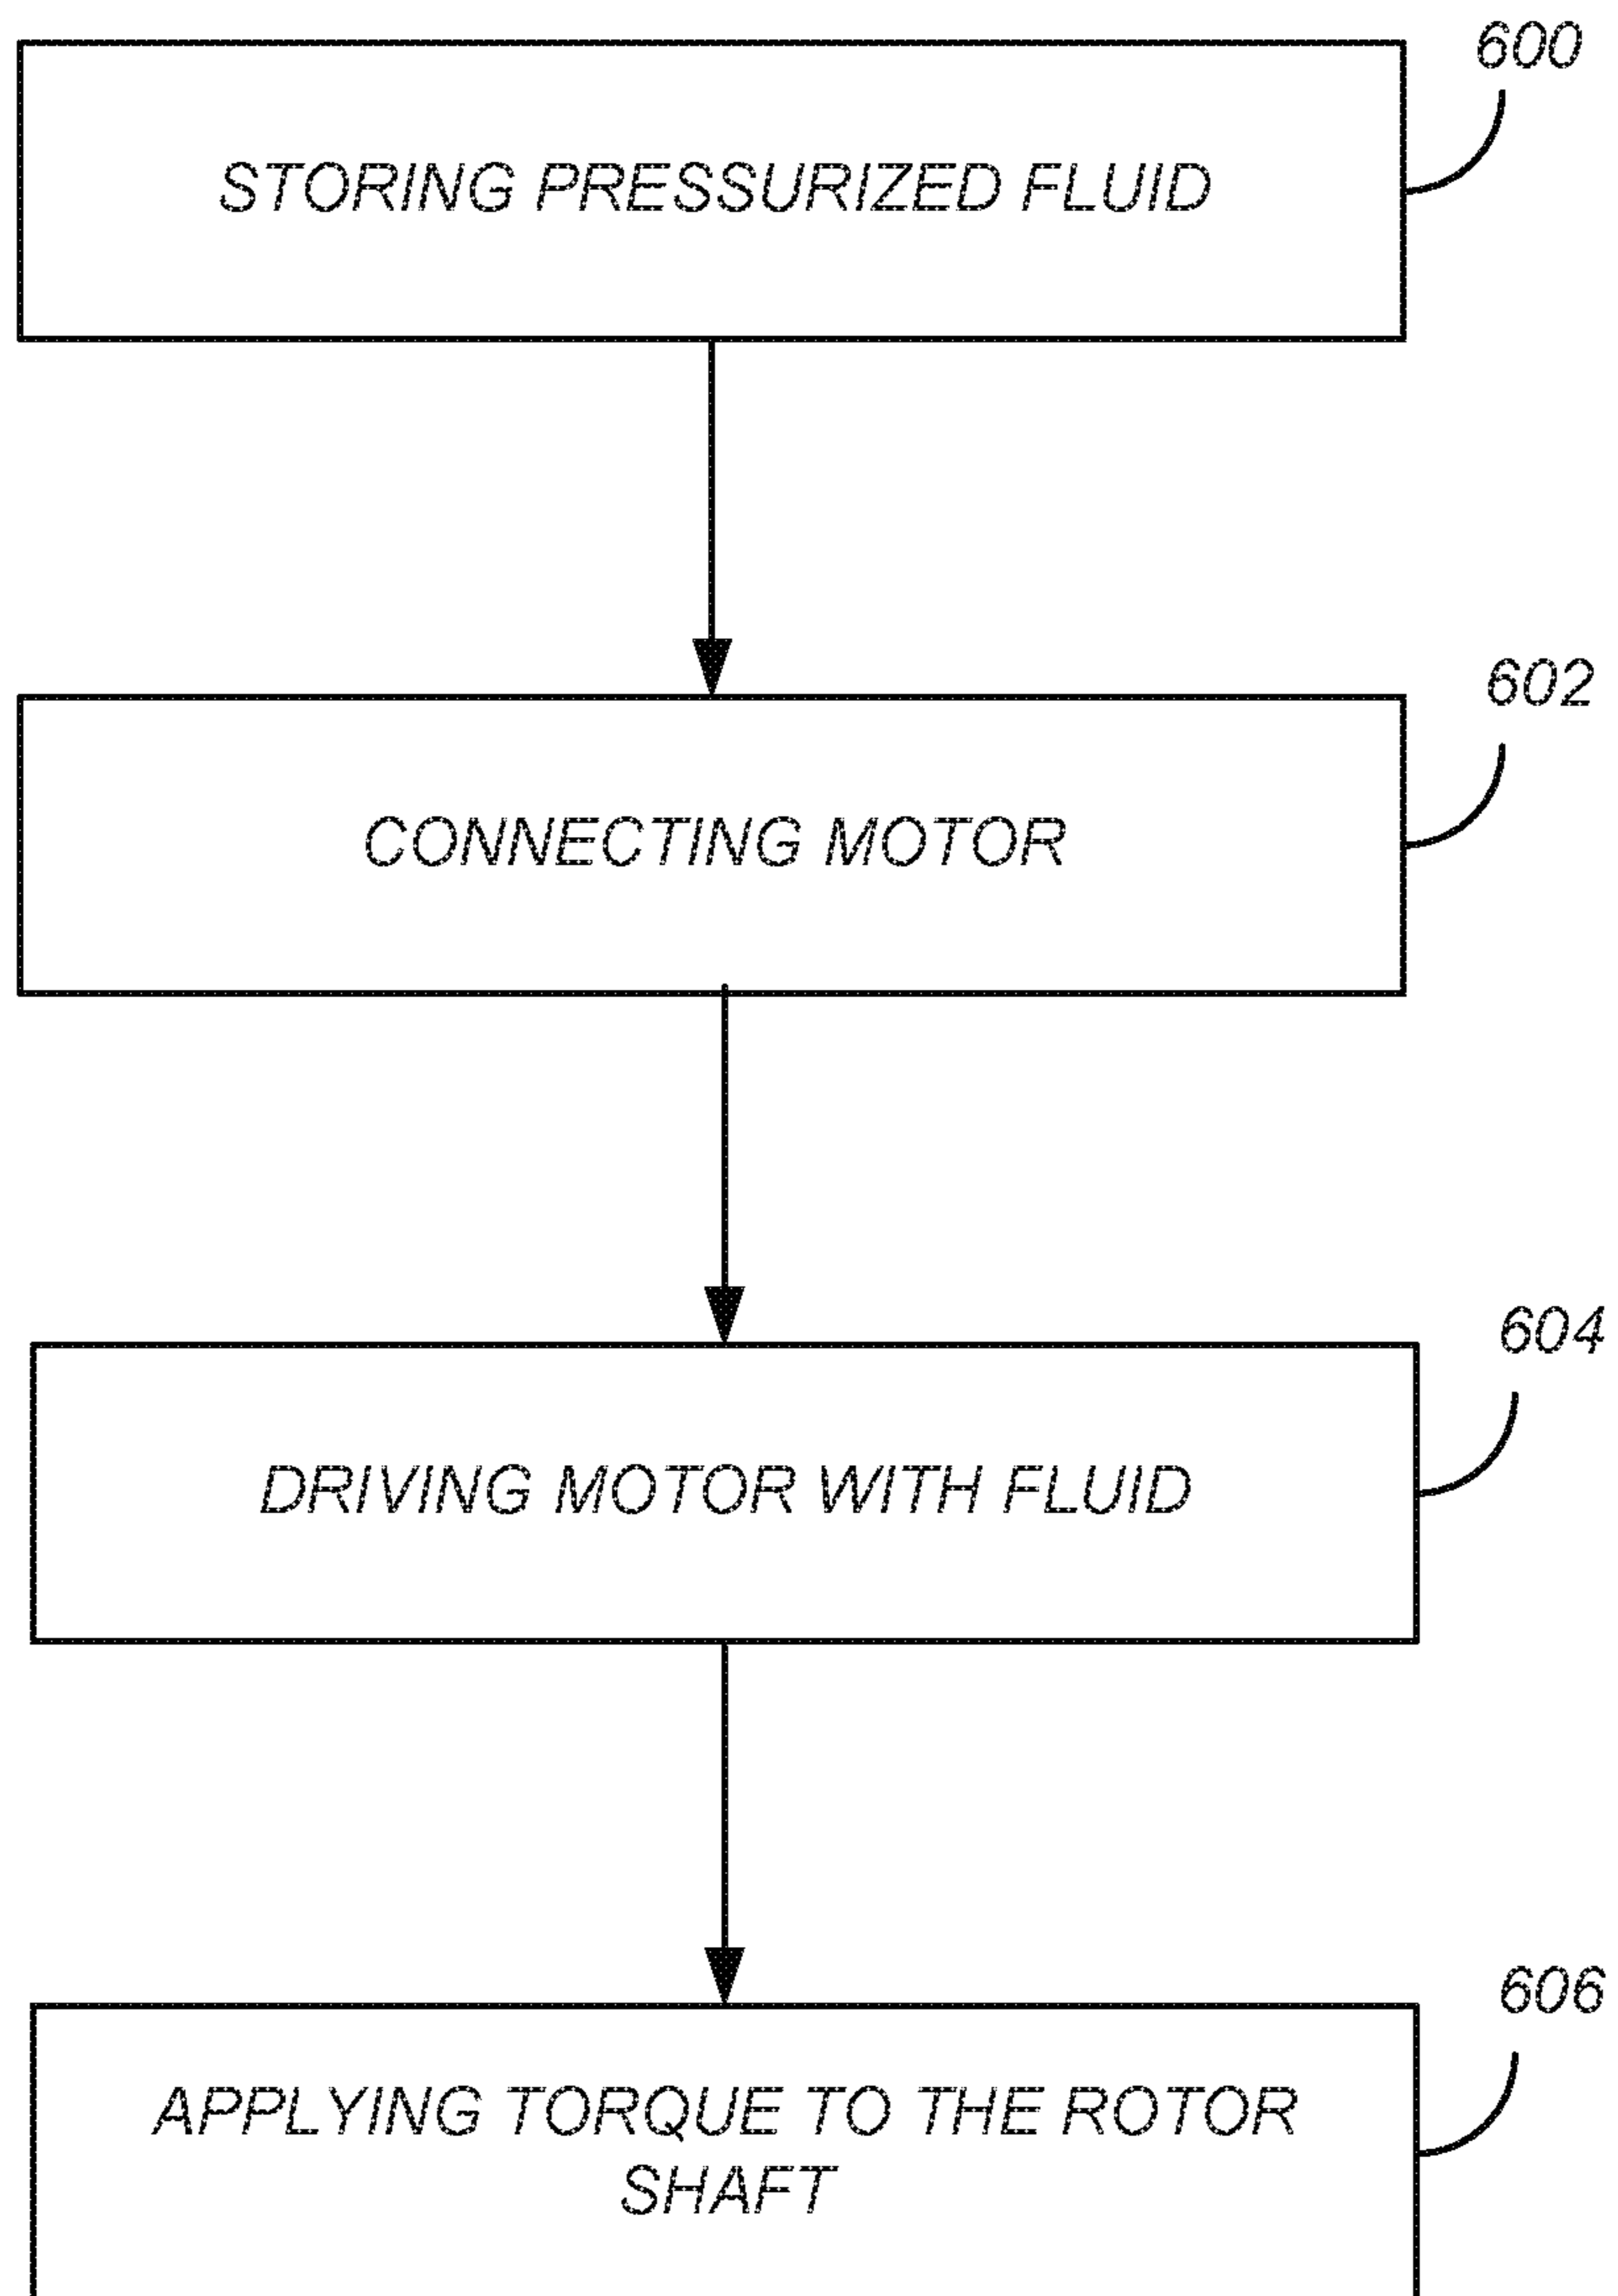 600
STORING PRESSURIZED FLUID
602
CONNECTING MOTOR
604
DRIVING MOTOR WITH FLUID
606
APPLYING TORQUE TO THE ROTOR
SHAFT